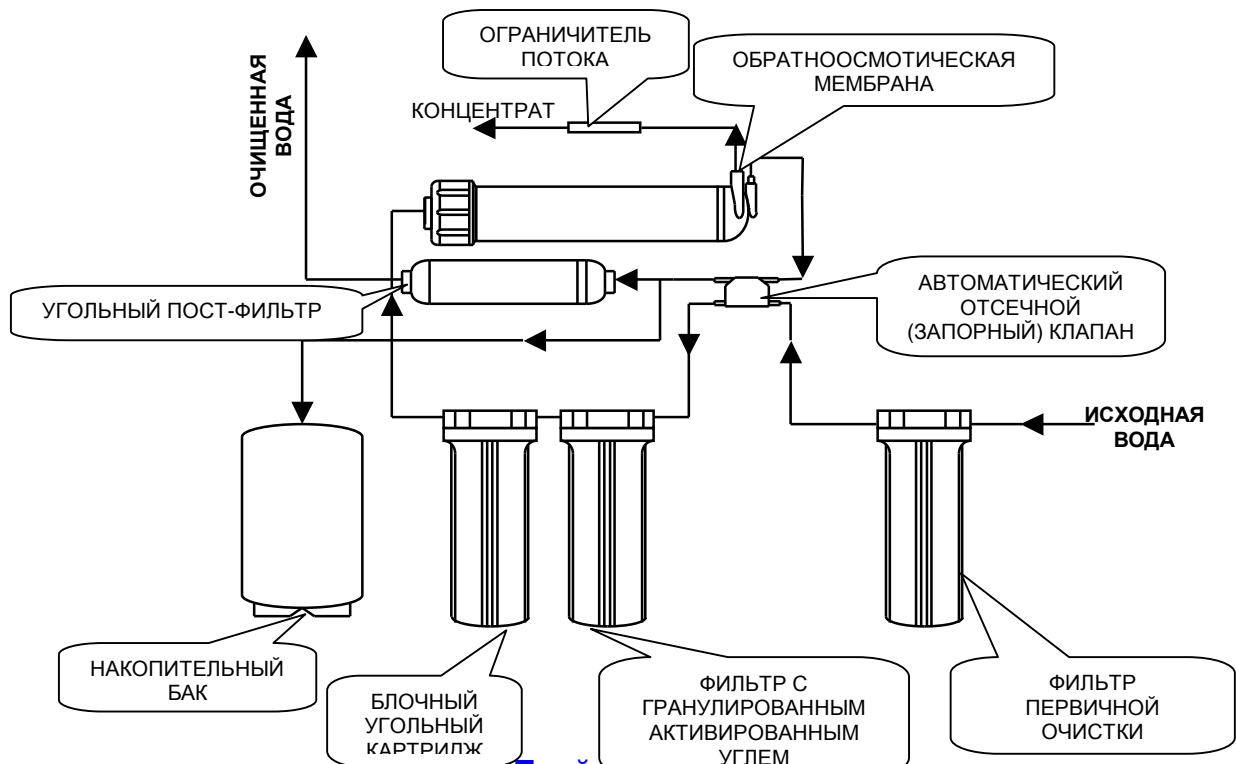 ОГРАНИЧИТЕЛЬ
ПОТОКА
ОБРАТНООСМОТИЧЕСКАЯ
МЕМБРАНА
КОНЦЕНТРАТ
ОЧИЩЕННАЯ
ВОДА
УГОЛЬНЫЙ ПОСТ-ФИЛЬТР
АВТОМАТИЧЕСКИЙ
ОТСЕЧНОЙ
(ЗАПОРНЫЙ) КЛАПАН
ИСХОДНАЯ
ВОДА
НАКОПИТЕЛЬНЫЙ
БАК
БЛОЧНЫЙ
УГОЛЬНЫЙ
КАРТРИДЖ
ФИЛЬТР С
ГРАНУЛИРОВАННЫМ
АКТИВИРОВАННЫМ
УГЛЕМ
ФИЛЬТР
ПЕРВИЧНОЙ
ОЧИСТКИ